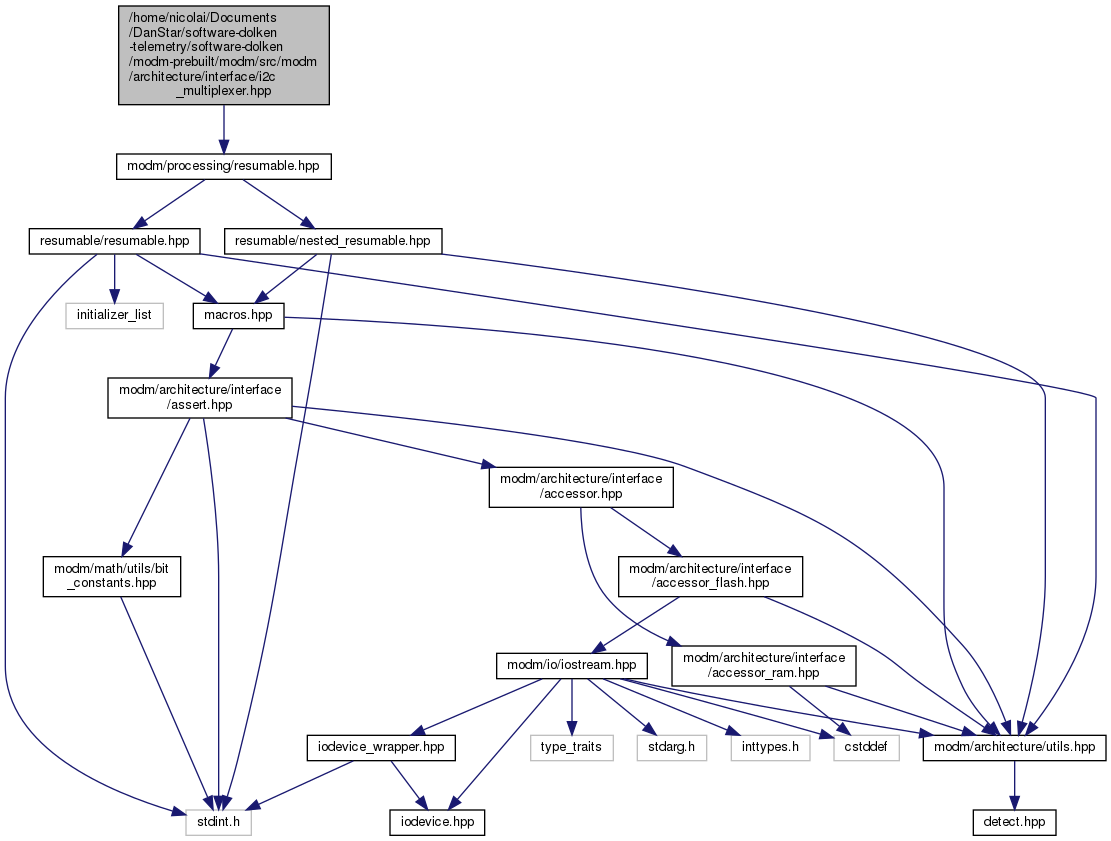 /home/nicolai/Documents
/DanStar/software-dolken
-telemetry/software-dolken
/modm-prebuilt/modm/src/modm
/architecture/interface/i2c
_multiplexer.hpp
modm/processing/resumable.hpp
resumable/resumable.hpp
resumable/nested_resumable.hpp
initializer_list
macros.hpp
modm/architecture/interface
/assert.hpp
modm/architecture/interface
/accessor.hpp
modm/math/utils/bit
_constants.hpp
modm/architecture/interface
/accessor_flash.hpp
modm/io/iostream.hpp
modm/architecture/interface
/accessor_ram.hpp
iodevice_wrapper.hpp
type_traits
stdarg.h
inttypes.h
cstddef
modm/architecture/utils.hpp
stdint.h
iodevice.hpp
detect.hpp